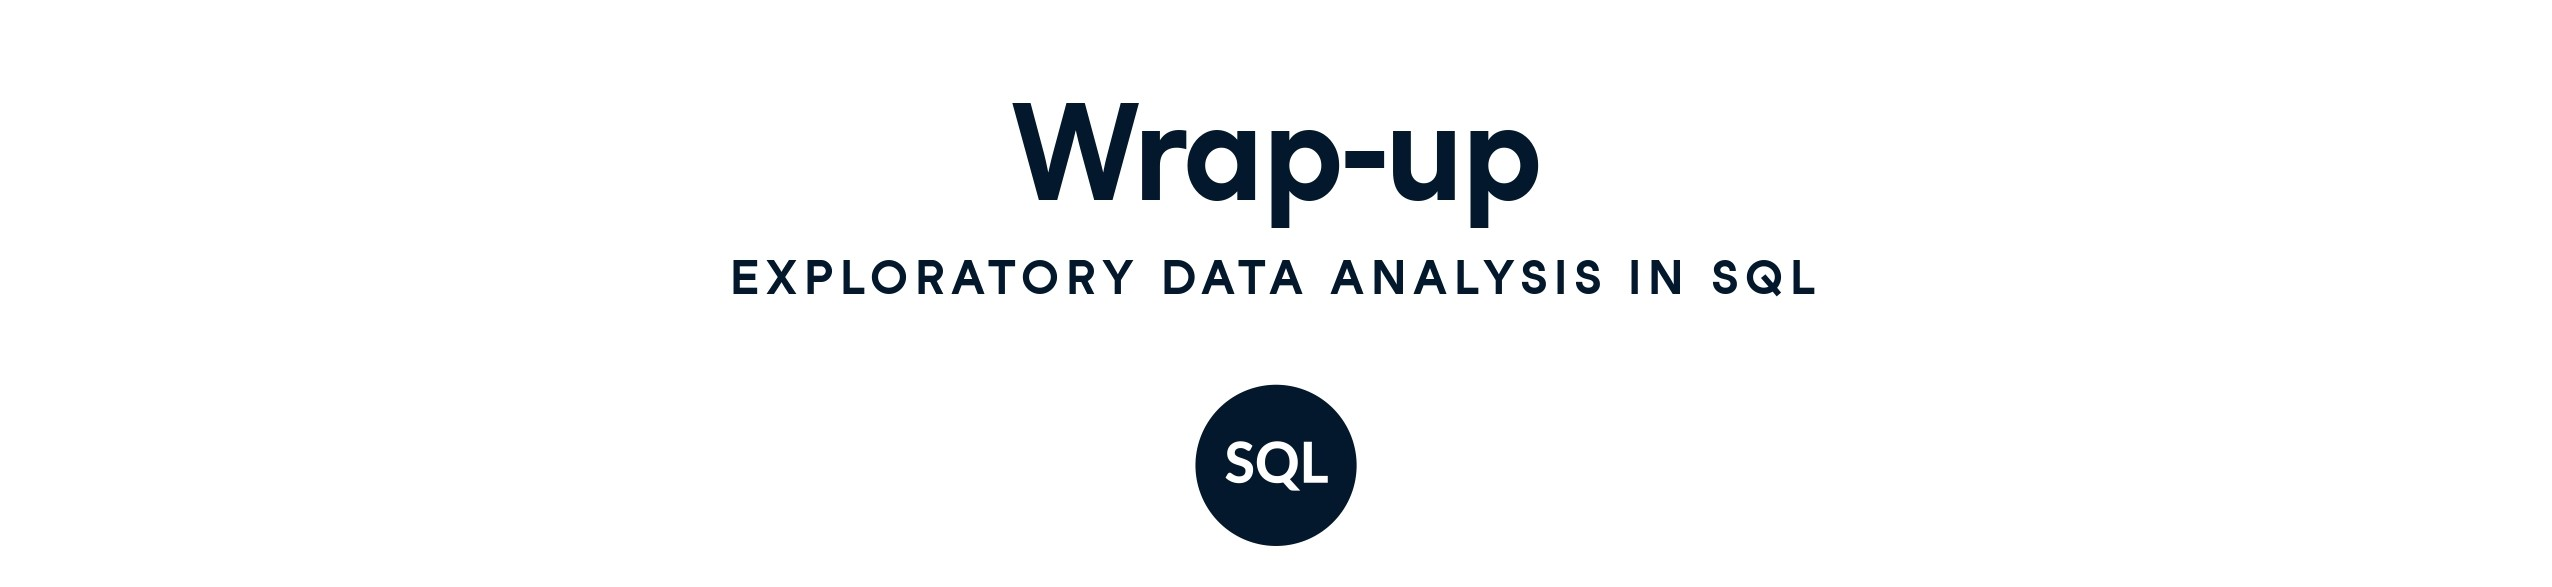 Wrap-up
EXPLORATORY DATA ANALYSIS IN SQL
SQL